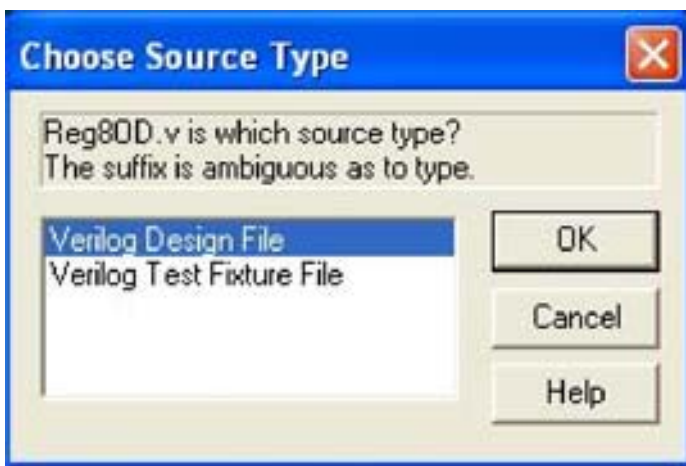 Choose Source Type
Reg8OD.v is which source type?
The suffix is ambiguous as to type.
Verilog Design File
Verilog Test Fixture File
OK
Cancel
Help